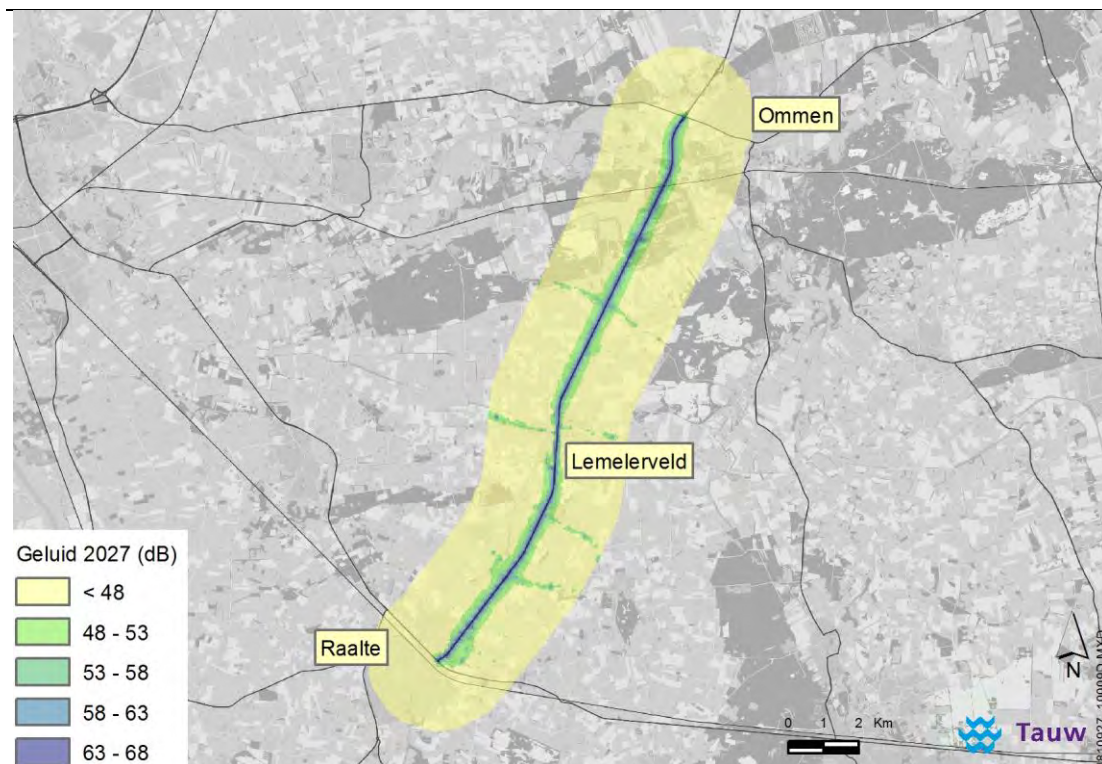 Ommen
Lemelerveld
Raalte
Geluid 2027 (dB)
< 48
48 - 53
53 - 58
58 - 63
63 - 68
N
0 1 2 Km
Tauw